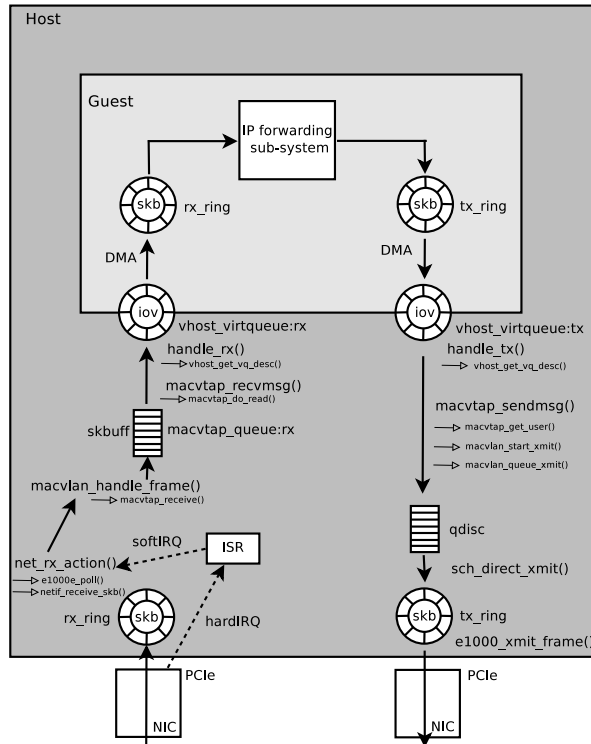 Host
Guest
IP forwarding
sub-system
skb
rx_ring
skb
tx_ring
DMA
DMA
iov
iov
vhost_virtqueue:rx
vhost_virtqueue:tx
handle_rx()
vhost_get_vq_desc()
handle_tx()
vhost_get_vq_desc()
macvtap_recvmsg()
macvtap_do_read()
macvtap_sendmsg()
macvtap_get_user()
macvlan_start_xmit()
macvlan_queue_xmit()
skbuff
macvtap_queue:rx
macvlan_handle_frame()
macvtap_receive()
qdisc
softIRQ
ISR
net_rx_action()
e1000e_poll()
netif_receive_skb()
sch_direct_xmit()
rx_ring
skb
hardIRQ
skb
tx_ring
e1000_xmit_frame()
PCIe
PCIe
NIC
NIC